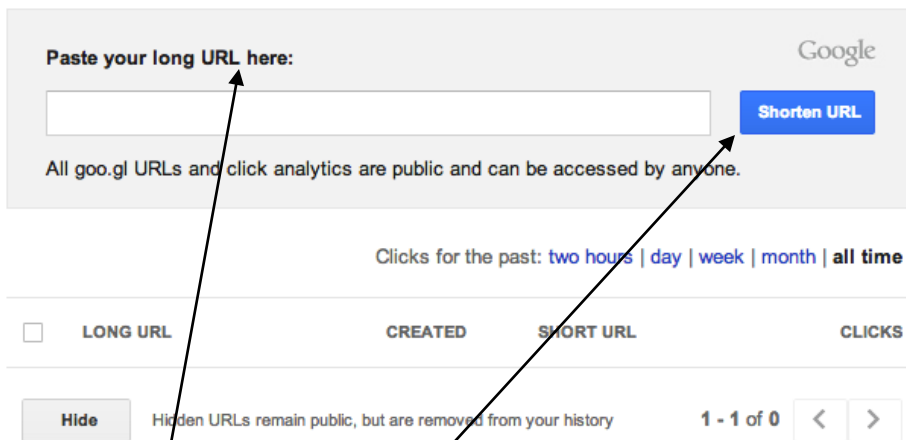 Google
Paste your long URL here:
Shorten URL
All goo.gl URLs and click analytics are public and can be accessed by anyone.
Clicks for the past: two hours | day | week | month | all time
LONG URL CREATED SHORT URL CLICKS
Hide Hidden URLs remain public, but are removed from your history 1 - 1 of 0 < >